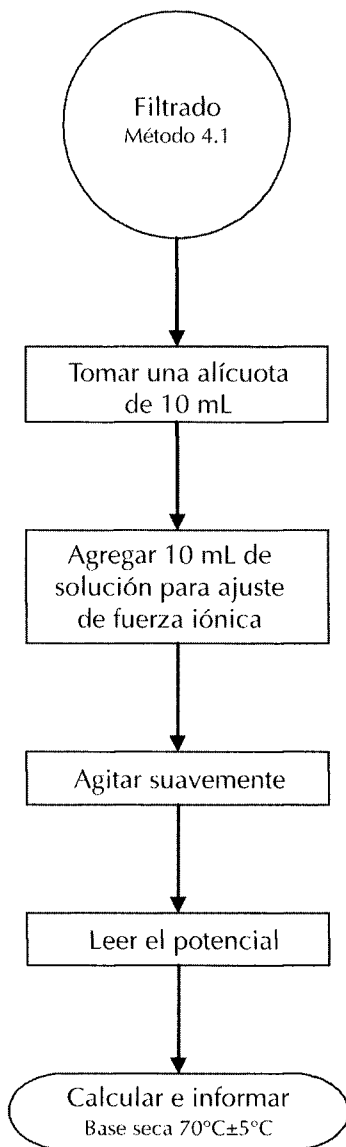 Filtrado
Método 4.1
Tomar una alícuota
de 10 mL
Agregar 10 mL de
solución para ajuste
de fuerza iónica
Agitar suavemente
Leer el potencial
Calcular e informar
Base seca 70°C±5°C